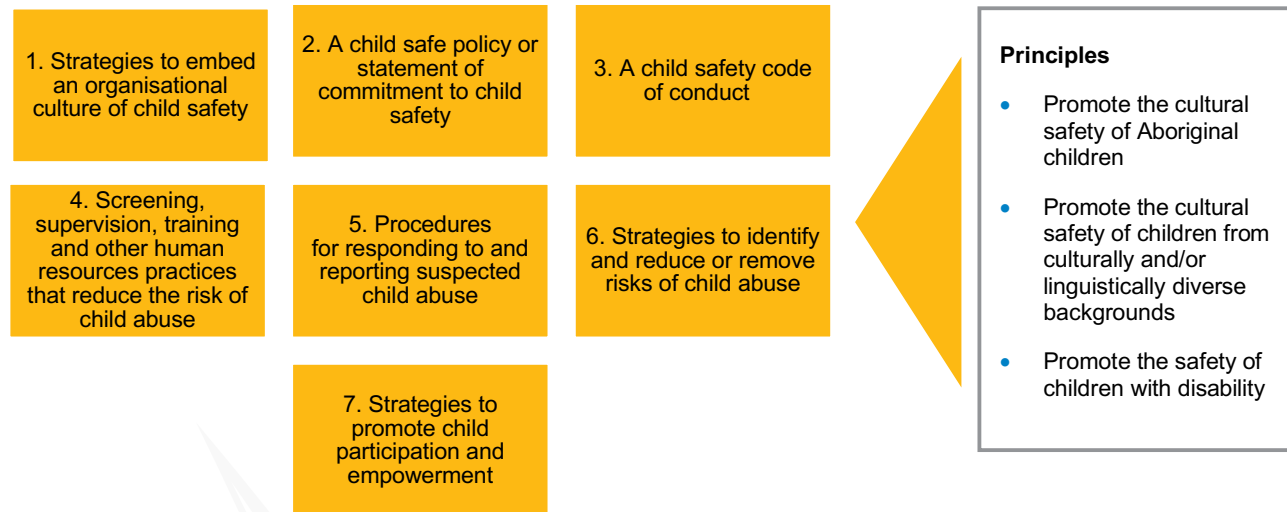 1. Strategies to embed
an organisational
culture of child safety
2. A child safe policy or
statement of
commitment to child
safety
3. A child safety code
of conduct
4. Screening,
supervision, training
and other human
resources practices
that reduce the risk of
child abuse
5. Procedures
for responding to and
reporting suspected
child abuse
6. Strategies to identify
and reduce or remove
risks of child abuse
7. Strategies to
promote child
participation and
empowerment
Principles
• Promote the cultural
safety of Aboriginal
children
• Promote the cultural
safety of children from
culturally and/or
linguistically diverse
backgrounds
• Promote the safety of
children with disability